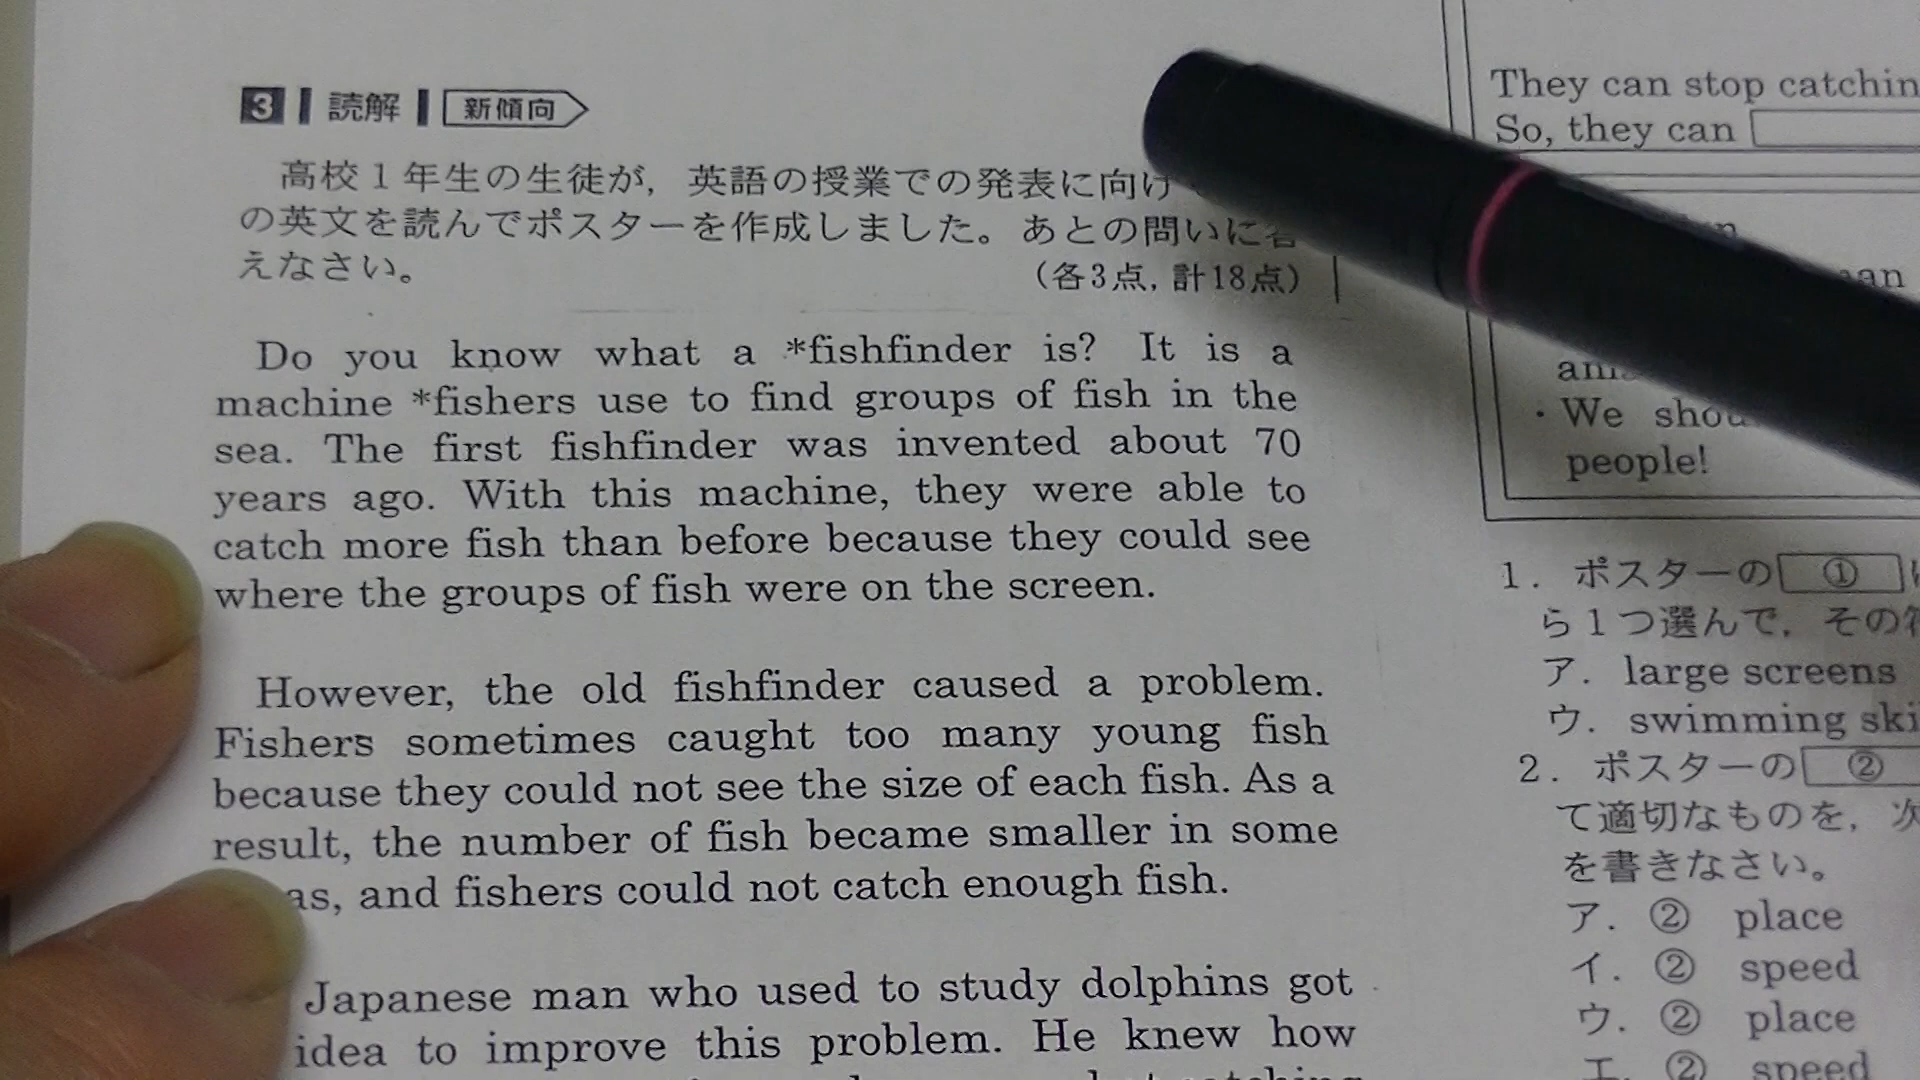 3 読解 新傾向
高校1年生の生徒が，英語の授業での発表に向け
の英文を読んでポスターを作成しました。あとの問いに答
えなさい。
（各3点，計18点）
Do you know what a *fishfinder is? It is a
machine *fishers use to find groups of fish in the
sea. The first fishfinder was invented about 70
years ago. With this machine, they were able to
catch more fish than before because they could see
where the groups of fish were on the screen.
However, the old fishfinder caused a problem.
Fishers sometimes caught too many young fish
because they could not see the size of each fish. As a
result, the number of fish became smaller in some
as, and fishers could not catch enough fish.
Japanese man who used to study dolphins got
idea to improve this problem. He knew how
They can stop catchin
So, they can
an
・We shou
people!
1．ポスターの ①
ら1つ選んで，その
ア．large screens
ウ．swimming ski
2．ポスターの ②
て適切なものを，次
を書きなさい。
ア．② place
イ．② speed
ウ．② place
エ．② speed